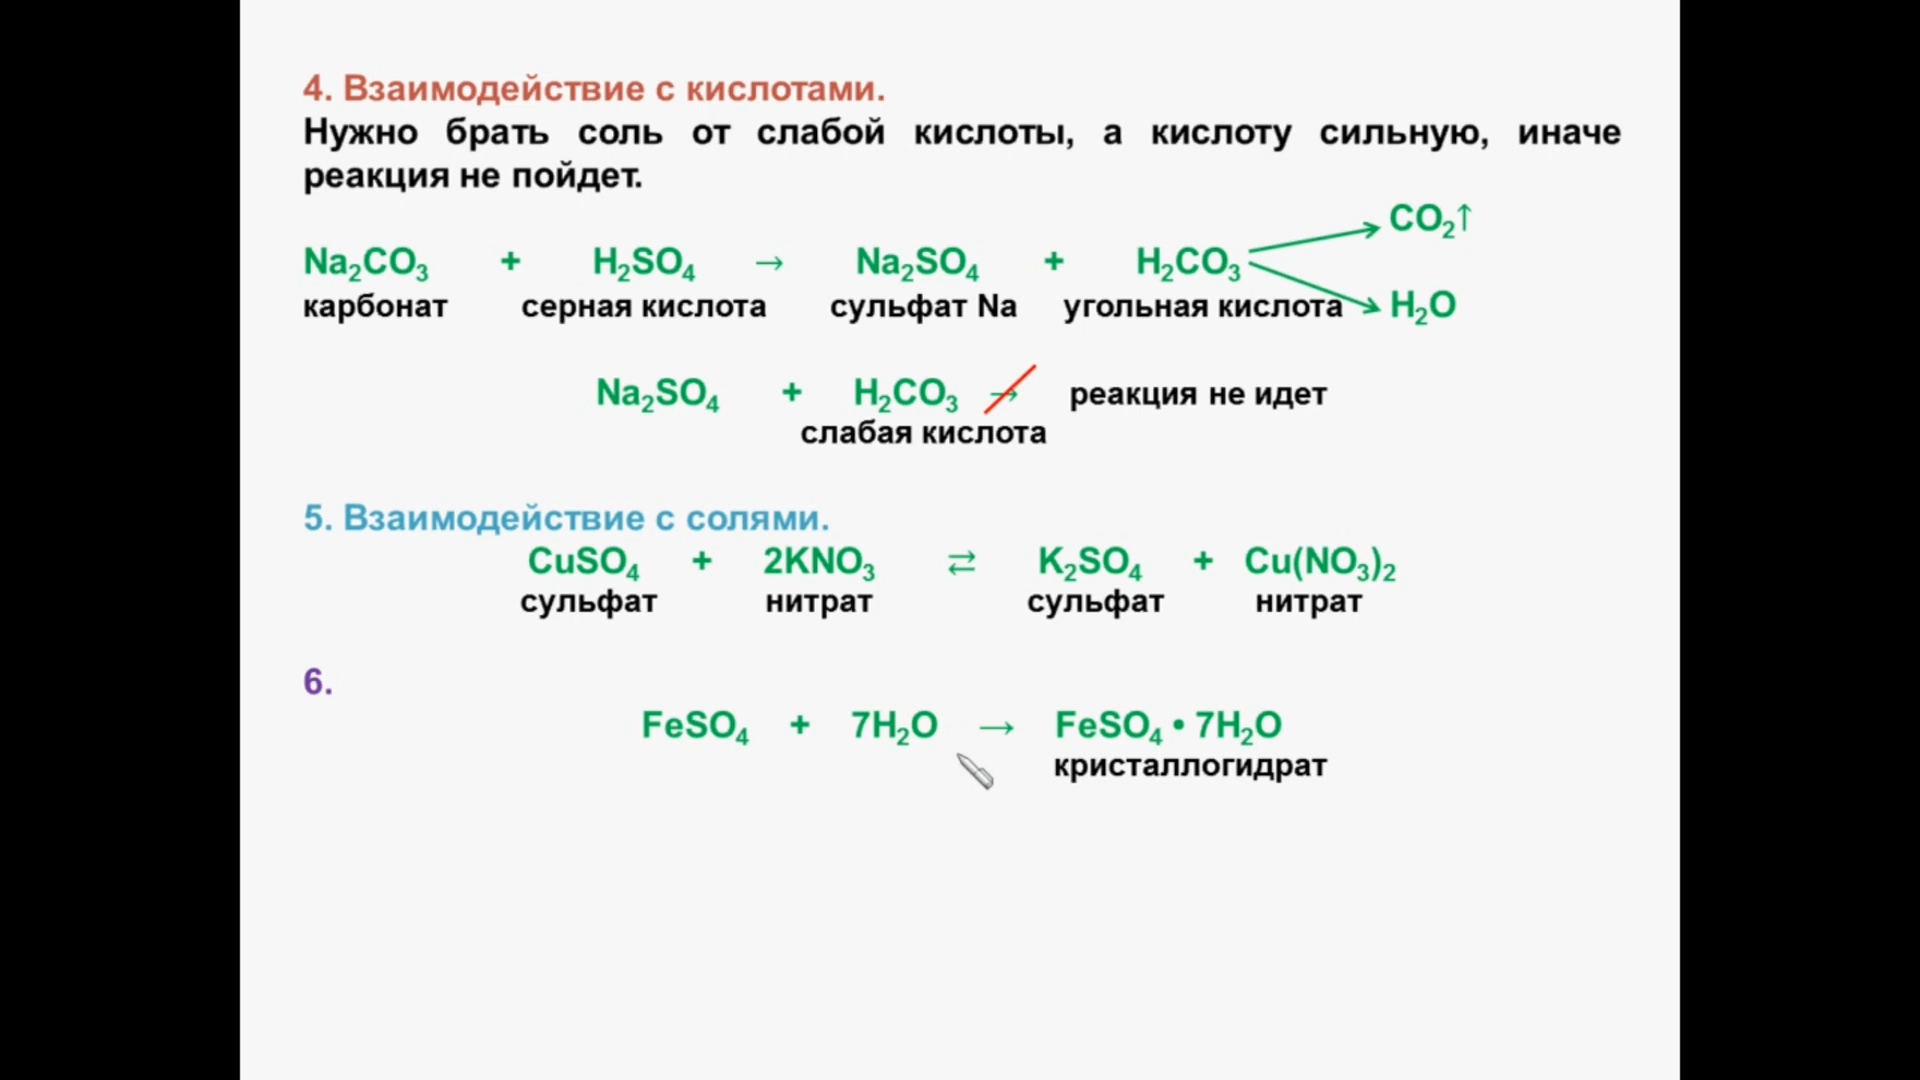 4. Взаимодействие с кислотами.
Нужно брать соль от слабой кислоты, а кислоту сильную, иначе
реакция не пойдет.
CO₂↑
Na₂CO₃ + H₂SO₄ → Na₂SO₄ + H₂CO₃
карбонат серная кислота сульфат Na угольная кислота H₂O
Na₂SO₄ + H₂CO₃ → реакция не идет
слабая кислота
5. Взаимодействие с солями.
CuSO₄ + 2KNO₃ ⇄ K₂SO₄ + Cu(NO₃)₂
сульфат нитрат сульфат нитрат
6.
FeSO₄ + 7H₂O → FeSO₄ • 7H₂O
кристаллогидрат